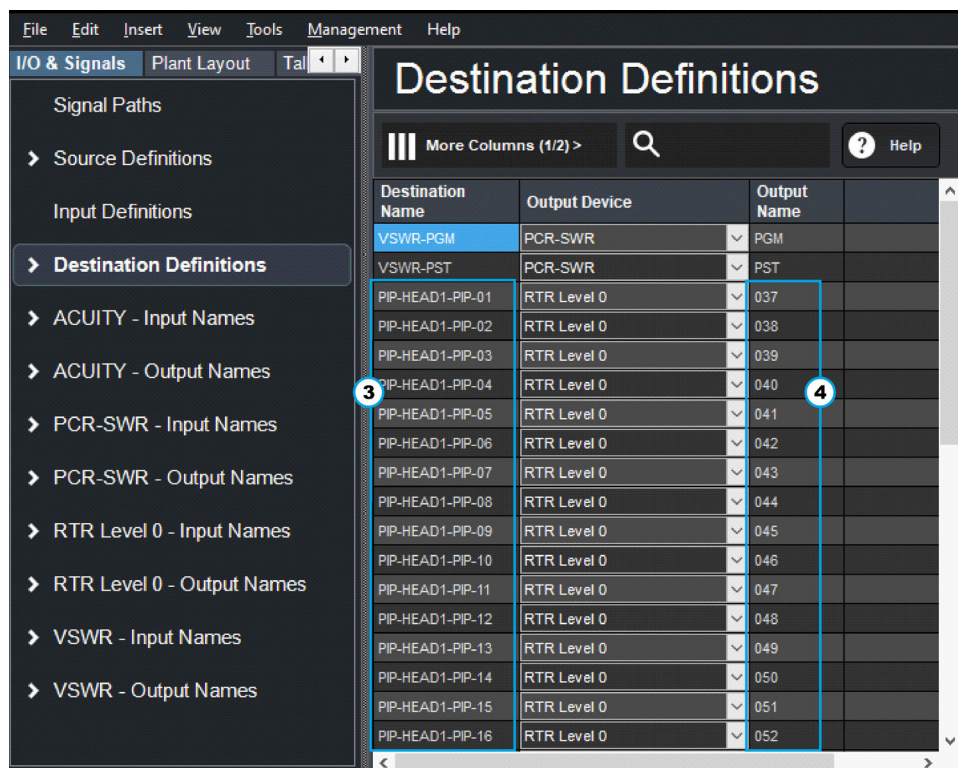 File Edit Insert View Tools Management Help
I/O & Signals Plant Layout Tal
Signal Paths
Source Definitions
Input Definitions
Destination Definitions
ACUITY - Input Names
ACUITY - Output Names
PCR-SWR - Input Names
PCR-SWR - Output Names
RTR Level 0 - Input Names
RTR Level 0 - Output Names
VSWR - Input Names
VSWR - Output Names
Destination Definitions
More Columns (1/2) > ? Help
Destination Name Output Device Output Name
VSWR-PGM PCR-SWR PGM
VSWR-PST PCR-SWR PST
PIP-HEAD1-PIP-01 RTR Level 0 037
PIP-HEAD1-PIP-02 RTR Level 0 038
PIP-HEAD1-PIP-03 RTR Level 0 039
3 PIP-HEAD1-PIP-04 RTR Level 0 040 4
PIP-HEAD1-PIP-05 RTR Level 0 041
PIP-HEAD1-PIP-06 RTR Level 0 042
PIP-HEAD1-PIP-07 RTR Level 0 043
PIP-HEAD1-PIP-08 RTR Level 0 044
PIP-HEAD1-PIP-09 RTR Level 0 045
PIP-HEAD1-PIP-10 RTR Level 0 046
PIP-HEAD1-PIP-11 RTR Level 0 047
PIP-HEAD1-PIP-12 RTR Level 0 048
PIP-HEAD1-PIP-13 RTR Level 0 049
PIP-HEAD1-PIP-14 RTR Level 0 050
PIP-HEAD1-PIP-15 RTR Level 0 051
PIP-HEAD1-PIP-16 RTR Level 0 052